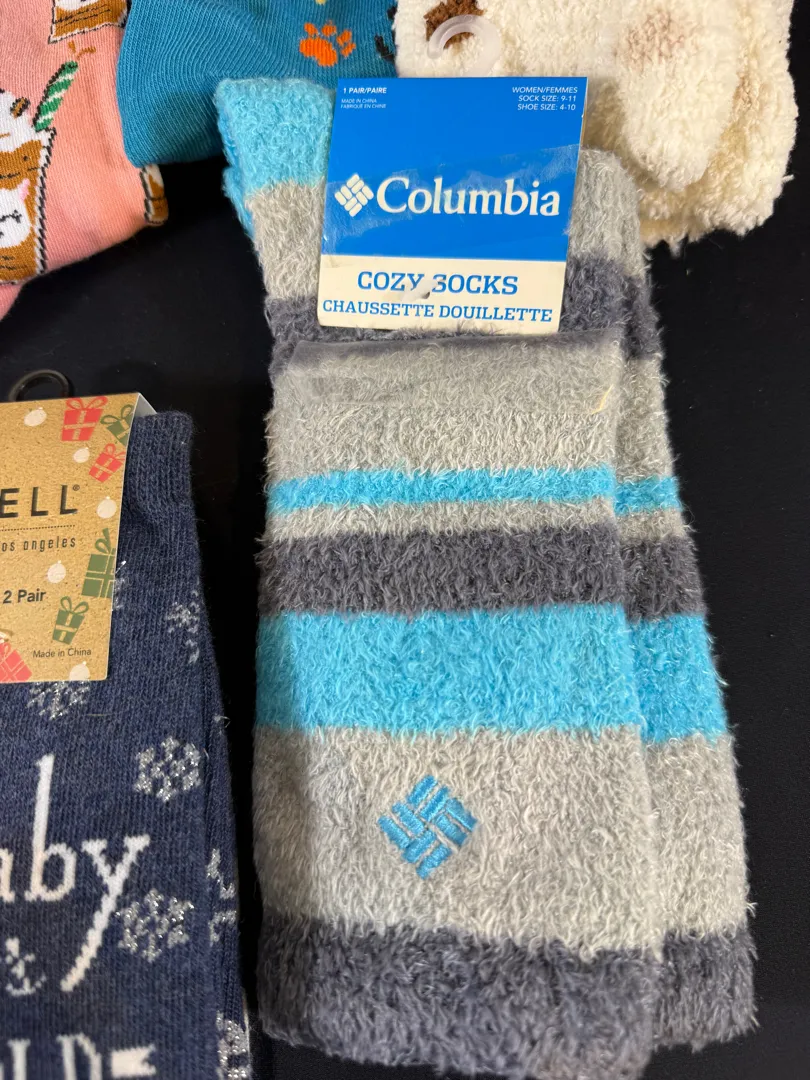 1 PAIR/PAIRE
MADE IN CHINA
FABRIQUÉ EN CHINE
WOMEN/FEMMES
SOCK SIZE: 9-11
SHOE SIZE: 4-10
Columbia
COZY SOCKS
CHAUSSETTE DOUILLETTE
ELL®
os angeles
2 Pair
Made in China
aby